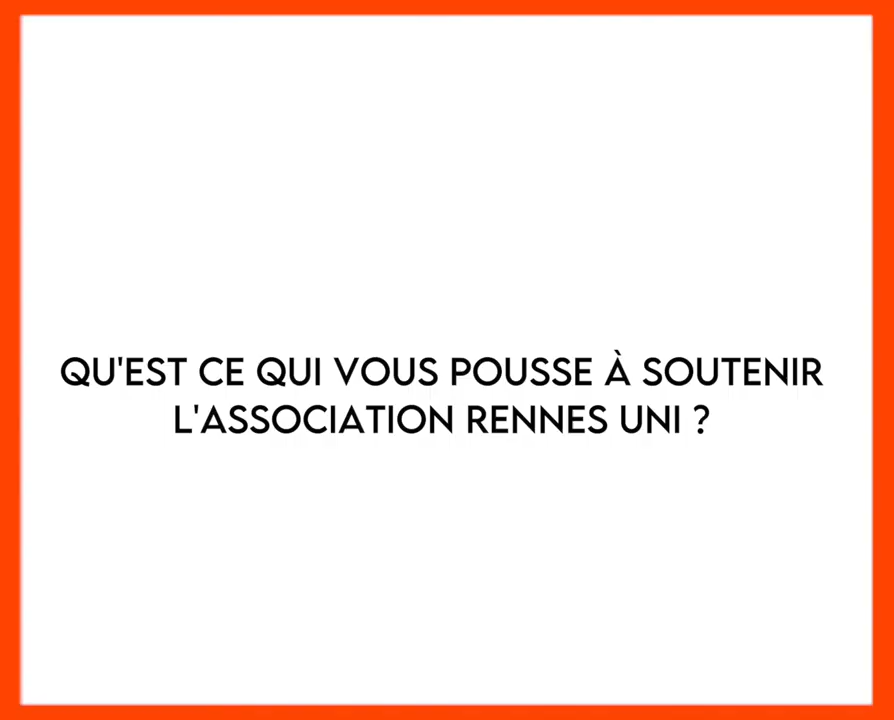 QU'EST CE QUI VOUS POUSSE À SOUTENIR
L'ASSOCIATION RENNES UNI ?